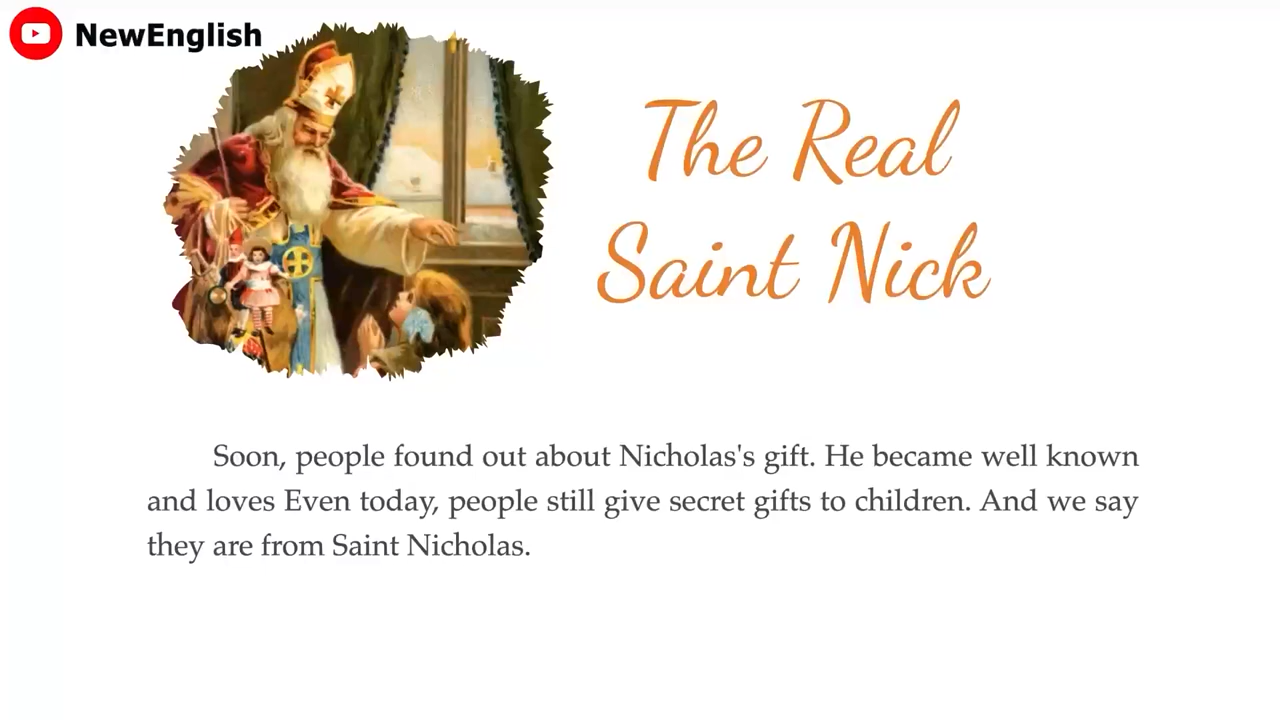 NewEnglish
The Real
Saint Nick
Soon, people found out about Nicholas's gift. He became well known
and loves Even today, people still give secret gifts to children. And we say
they are from Saint Nicholas.